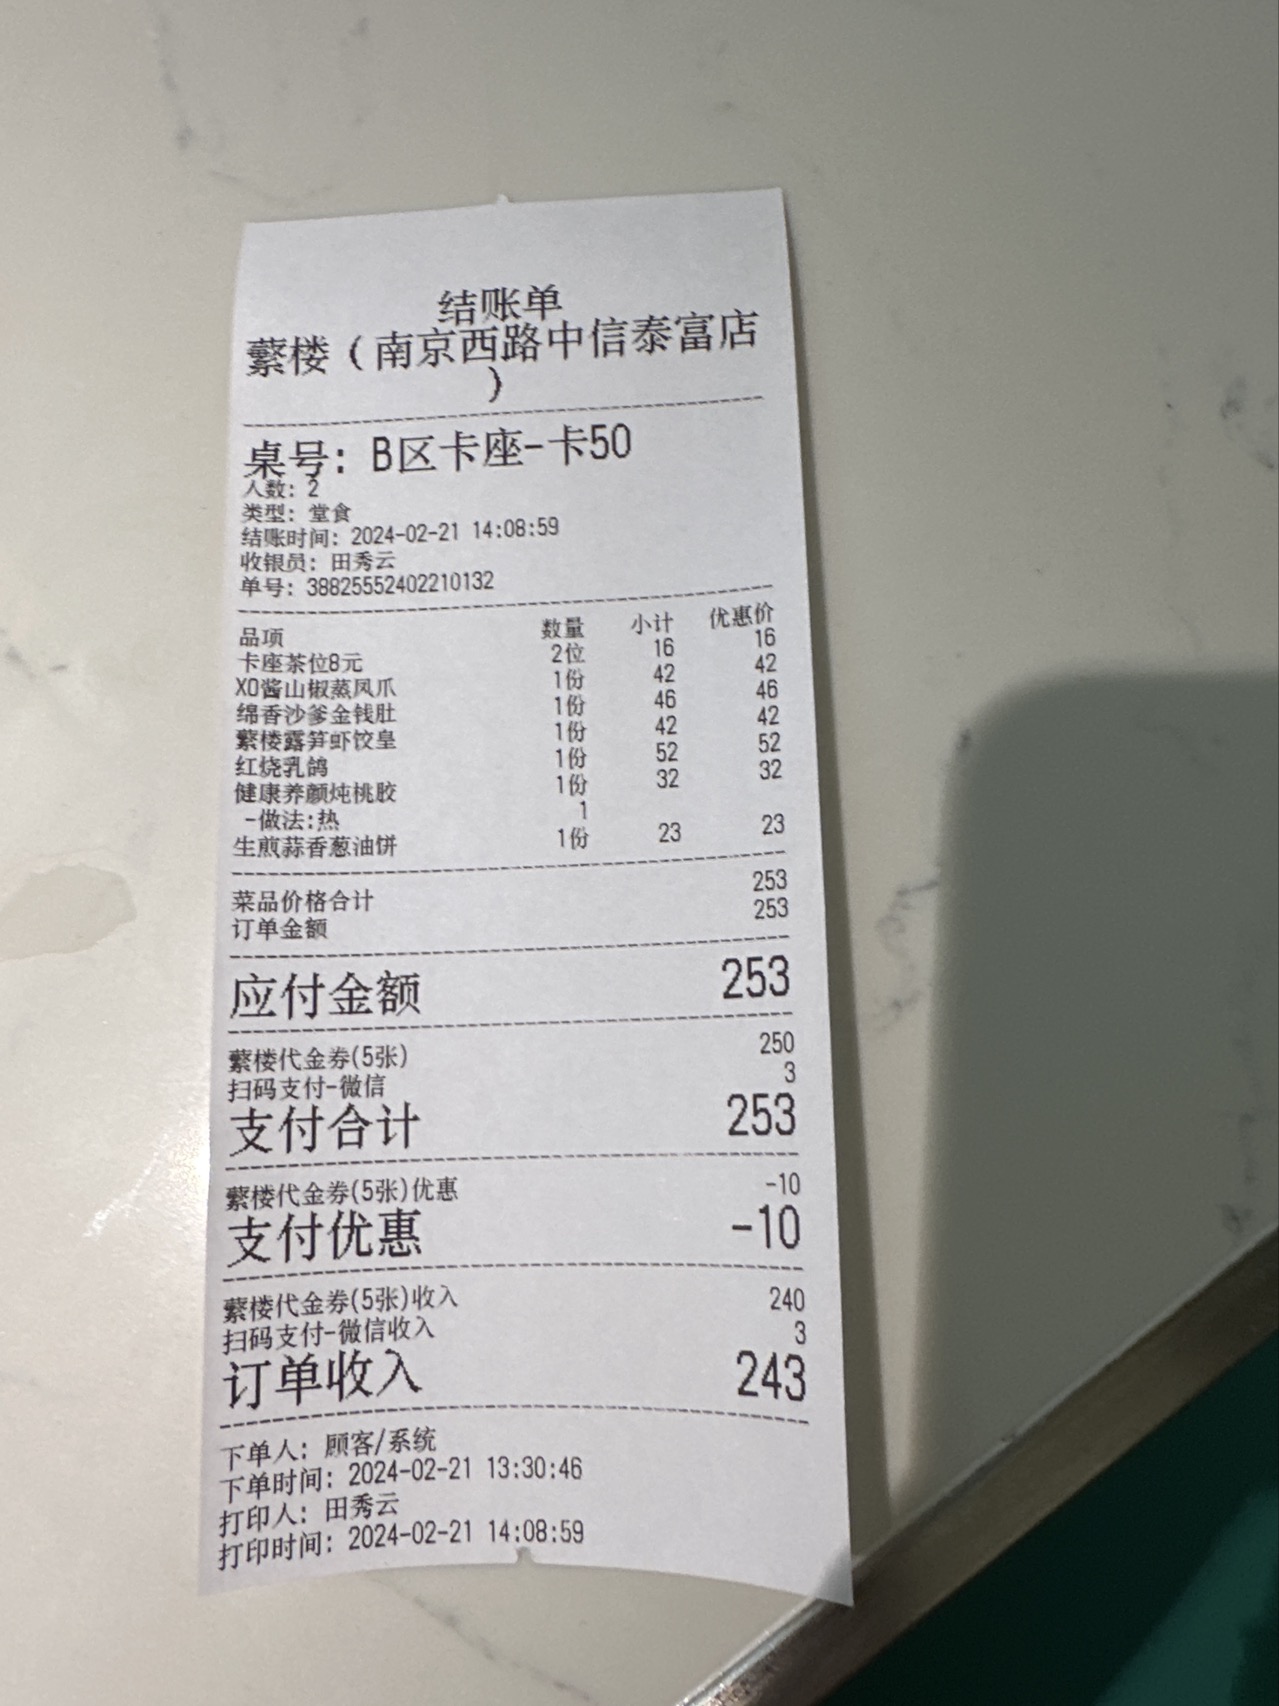 结账单
蘩楼（南京西路中信泰富店
）
桌号: B区卡座-卡50
人数: 2
类型: 堂食
结账时间: 2024-02-21 14:08:59
收银员: 田秀云
单号: 38825552402210132
品项 数量 小计 优惠价
卡座茶位8元 2位 16 16
XO酱山椒蒸凤爪 1份 42 42
绵香沙爹金钱肚 1份 46 46
蘩楼露笋虾饺皇 1份 42 42
红烧乳鸽 1份 52 52
健康养颜炖桃胶 1份 32 32
-做法:热 1
生煎蒜香葱油饼 1份 23 23
菜品价格合计 253
订单金额 253
应付金额 253
蘩楼代金券(5张) 250
扫码支付-微信 3
支付合计 253
蘩楼代金券(5张)优惠 -10
支付优惠 -10
蘩楼代金券(5张)收入 240
扫码支付-微信收入 3
订单收入 243
下单人: 顾客/系统
下单时间: 2024-02-21 13:30:46
打印人: 田秀云
打印时间: 2024-02-21 14:08:59